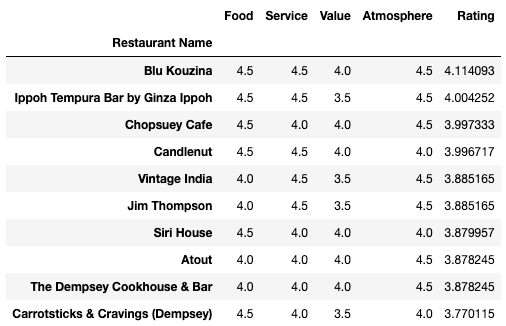 Food Service Value Atmosphere Rating
Restaurant Name
Blu Kouzina 4.5 4.5 4.0 4.5 4.114093
Ippoh Tempura Bar by Ginza Ippoh 4.5 4.5 3.5 4.5 4.004252
Chopsuey Cafe 4.5 4.0 4.0 4.5 3.997333
Candlenut 4.5 4.5 4.0 4.0 3.996717
Vintage India 4.0 4.5 3.5 4.5 3.885165
Jim Thompson 4.0 4.5 3.5 4.5 3.885165
Siri House 4.5 4.0 4.0 4.0 3.879957
Atout 4.0 4.0 4.0 4.5 3.878245
The Dempsey Cookhouse & Bar 4.0 4.0 4.0 4.5 3.878245
Carrotsticks & Cravings (Dempsey) 4.5 4.0 3.5 4.0 3.770115